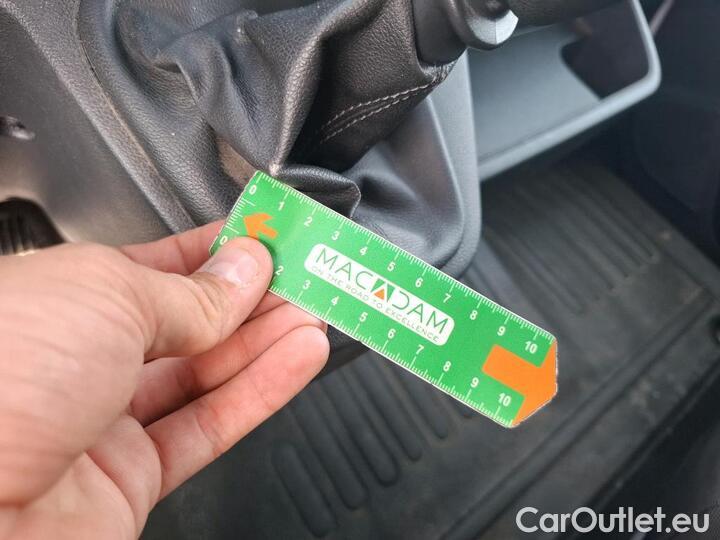 0 1 2 3 4 5 6 7 8 9 10
MACADAM
ON THE ROAD TO EXCELLENCE
0 2 3 4 5 6 7 8 9 10
CarOutlet.eu